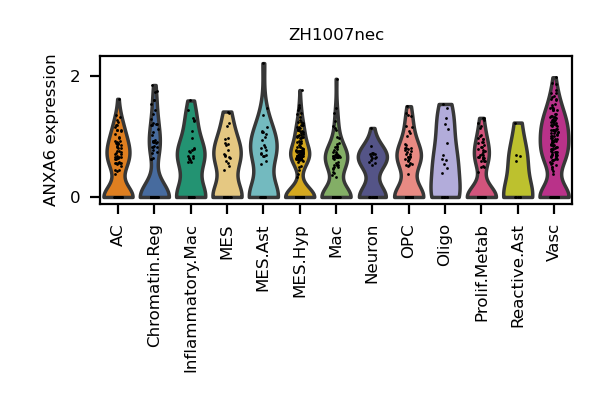 ZH1007nec
ANXA6 expression
2
0
AC
Chromatin.Reg
Inflammatory.Mac
MES
MES.Ast
MES.Hyp
Mac
Neuron
OPC
Oligo
Prolif.Metab
Reactive.Ast
Vasc